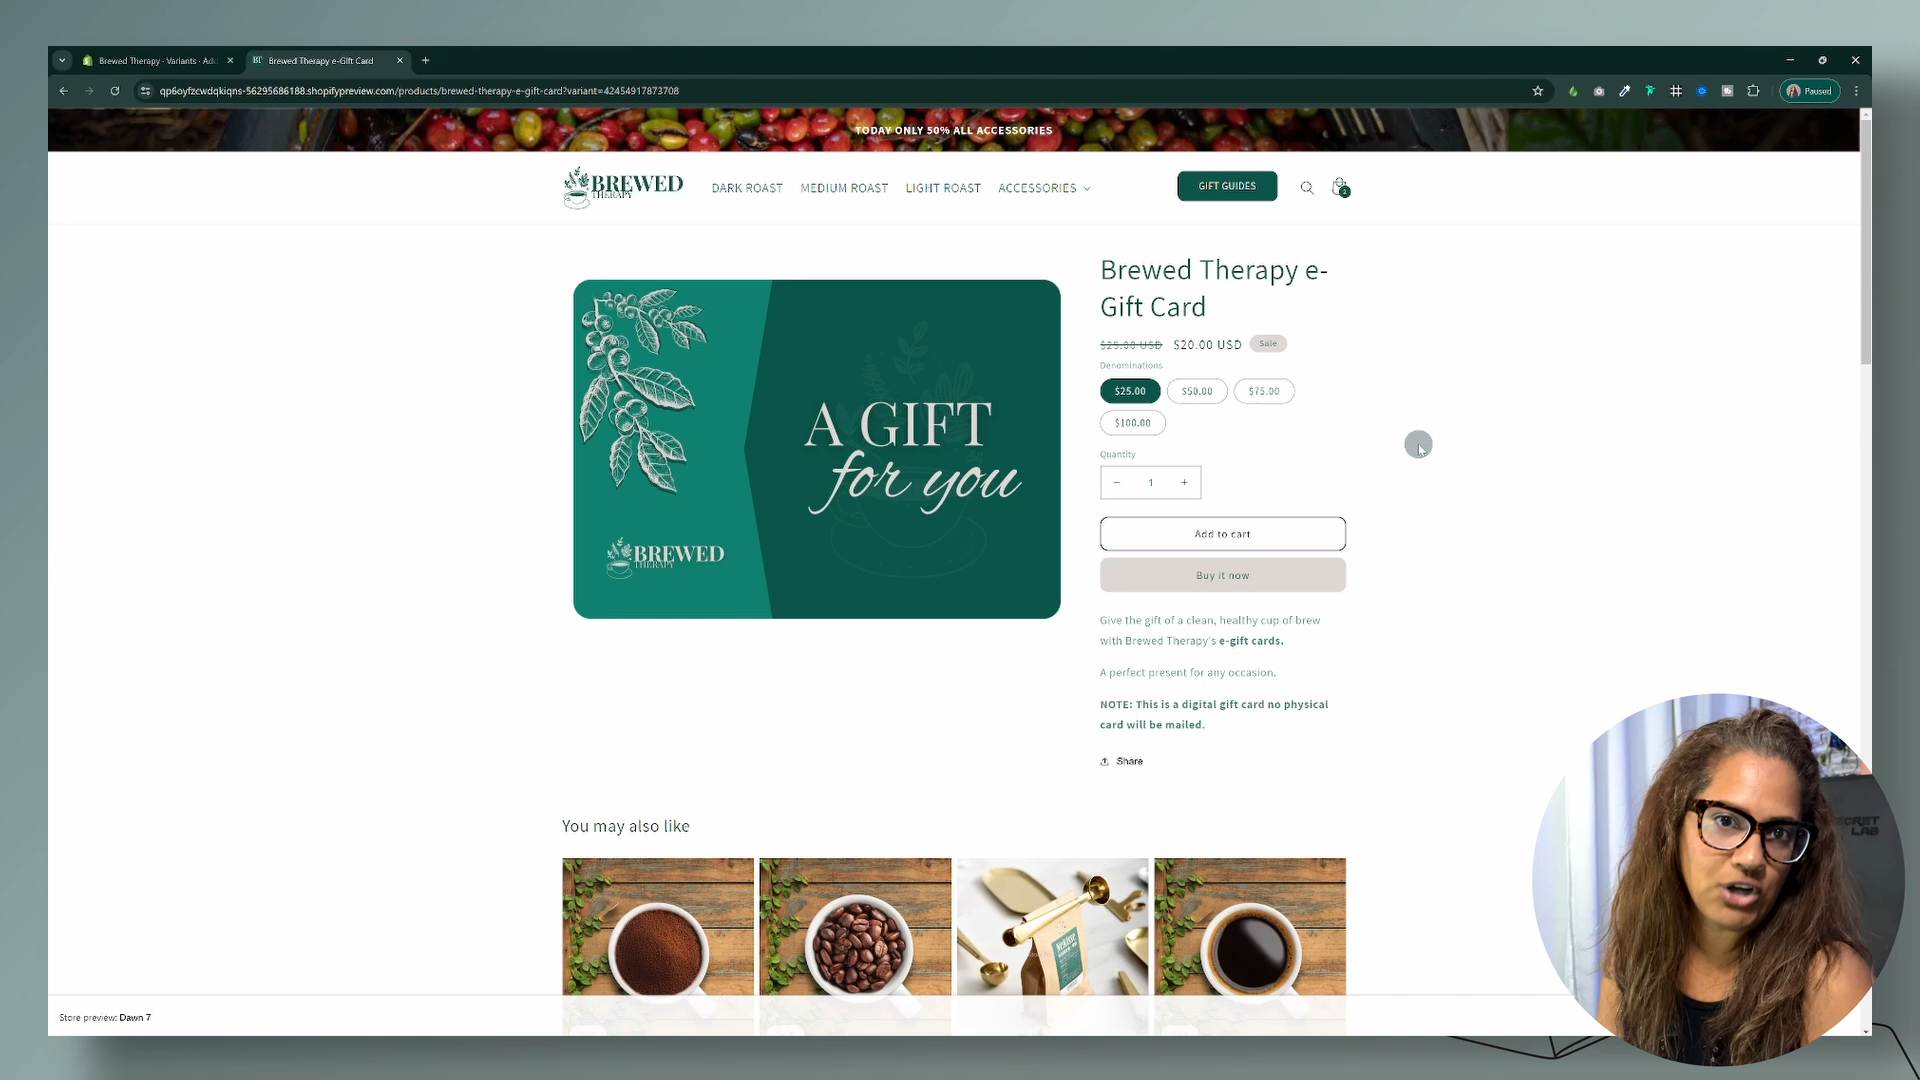 Brewed Therapy · Variants · Ad
Brewed Therapy e-Gift Card
qp6oyfzcwdqkiqns-56295686188.shopifypreview.com/products/brewed-therapy-e-gift-card?variant=42454917873708
Paused
TODAY ONLY 50% ALL ACCESSORIES
BREWED
THERAPY
DARK ROAST
MEDIUM ROAST
LIGHT ROAST
ACCESSORIES
GIFT GUIDES
Brewed Therapy e-
Gift Card
$25.00 USD $20.00 USD Sale
Denominations
$25.00 $50.00 $75.00
$100.00
Quantity
− 1 +
Add to cart
Buy it now
Give the gift of a clean, healthy cup of brew
with Brewed Therapy's e-gift cards.
A perfect present for any occasion.
NOTE: This is a digital gift card no physical
card will be mailed.
Share
A GIFT
for you
BREWED
THERAPY
You may also like
Store preview: Dawn 7
LAB